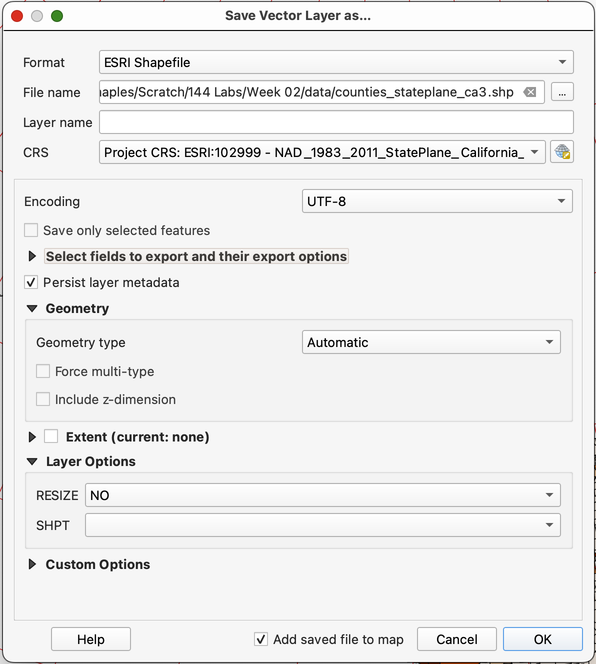 Save Vector Layer as...
Format ESRI Shapefile
File name naples/Scratch/144 Labs/Week 02/data/counties_stateplane_ca3.shp ...
Layer name
CRS Project CRS: ESRI:102999 - NAD_1983_2011_StatePlane_California_
Encoding UTF-8
Save only selected features
Select fields to export and their export options
Persist layer metadata
Geometry
Geometry type Automatic
Force multi-type
Include z-dimension
Extent (current: none)
Layer Options
RESIZE NO
SHPT
Custom Options
Help Add saved file to map Cancel OK